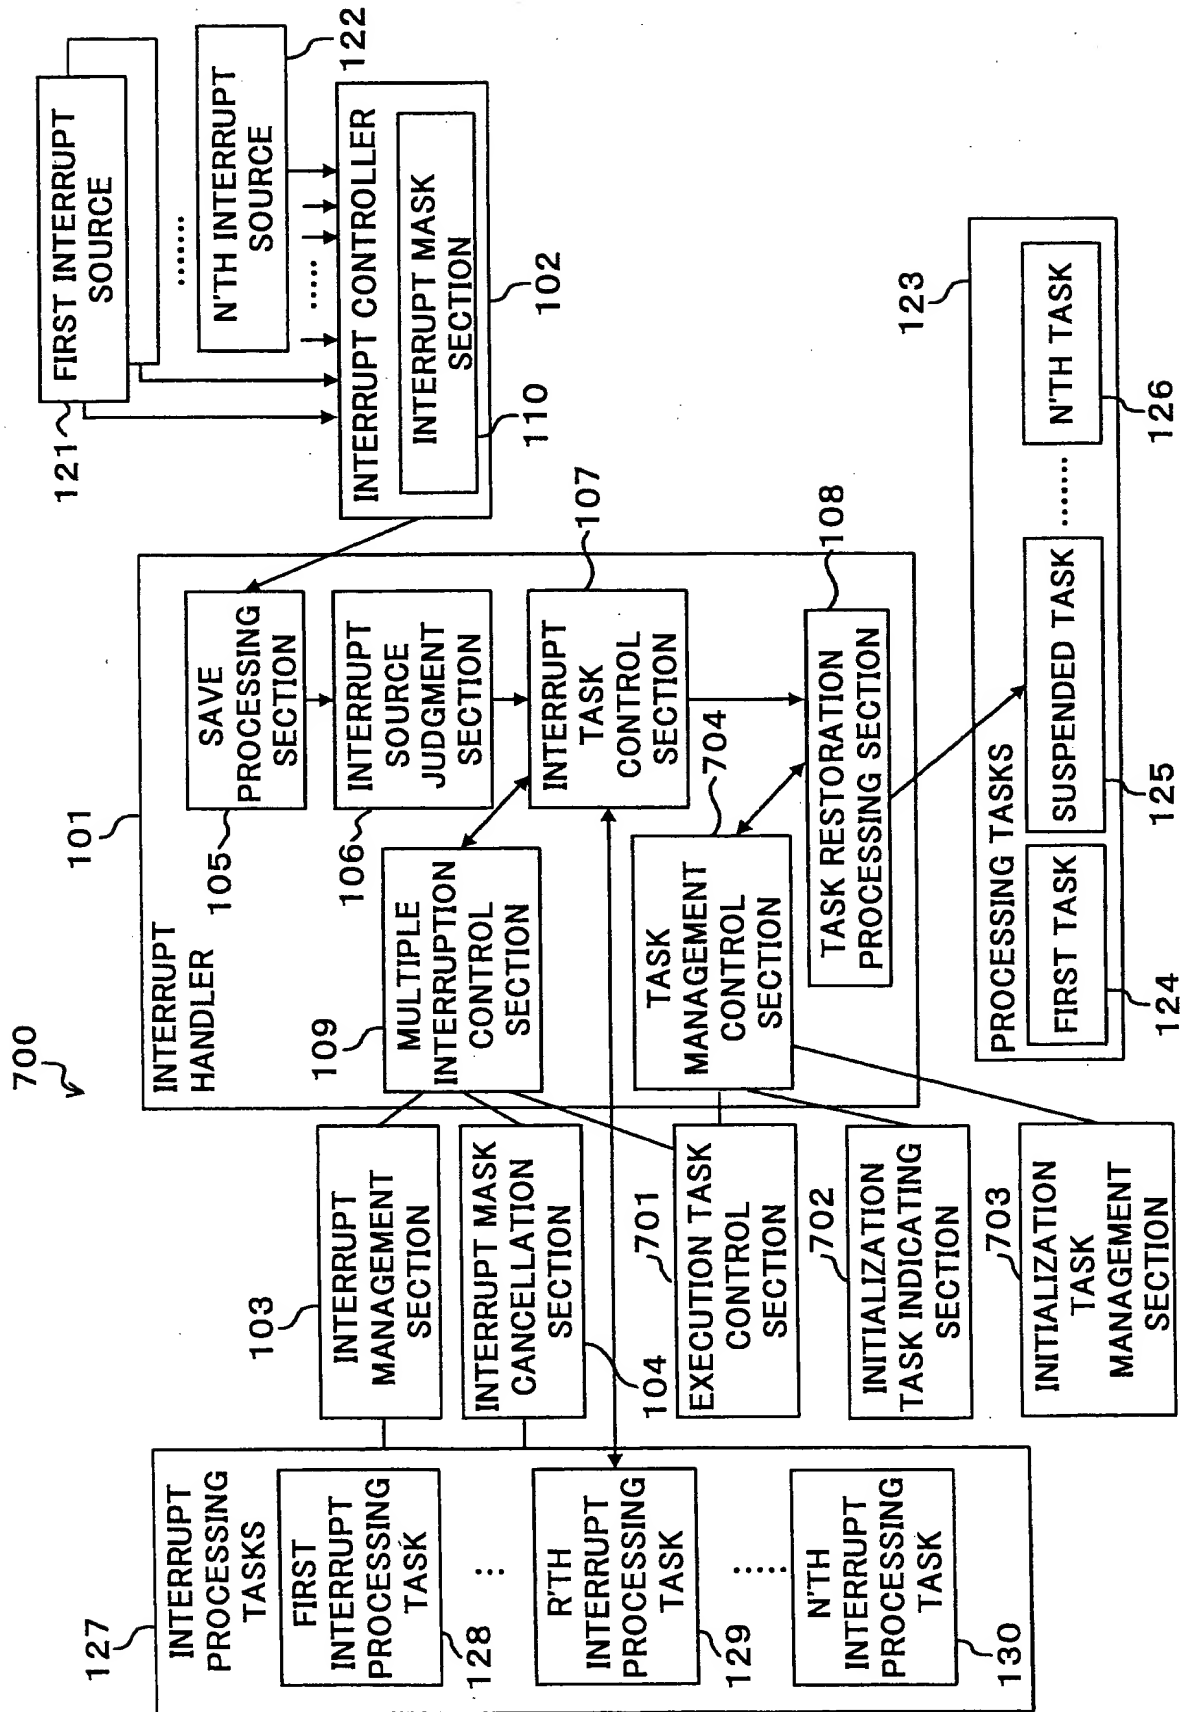 700
127
INTERRUPT
PROCESSING
TASKS
FIRST
INTERRUPT
PROCESSING
TASK
128
R'TH
INTERRUPT
PROCESSING
TASK
129
N'TH
INTERRUPT
PROCESSING
TASK
130
103
INTERRUPT
MANAGEMENT
SECTION
INTERRUPT MASK
CANCELLATION
SECTION
104
701
EXECUTION TASK
CONTROL
SECTION
702
INITIALIZATION
TASK INDICATING
SECTION
703
INITIALIZATION
TASK
MANAGEMENT
SECTION
101
INTERRUPT
HANDLER
109
MULTIPLE
INTERRUPTION
CONTROL
SECTION
105
SAVE
PROCESSING
SECTION
106
INTERRUPT
SOURCE
JUDGMENT
SECTION
107
INTERRUPT
TASK
CONTROL
SECTION
704
TASK
MANAGEMENT
CONTROL
SECTION
108
TASK RESTORATION
PROCESSING SECTION
121
FIRST INTERRUPT
SOURCE
.......
N'TH INTERRUPT
SOURCE
122
.....
INTERRUPT CONTROLLER
INTERRUPT MASK
SECTION
110
102
123
PROCESSING TASKS
FIRST TASK
124
SUSPENDED TASK
125
.......
N'TH TASK
126